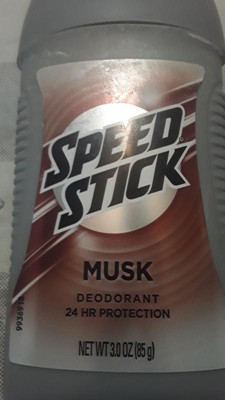 SPEED
STICK
MUSK
DEODORANT
24 HR PROTECTION
NET WT 3.0 OZ (85 g)